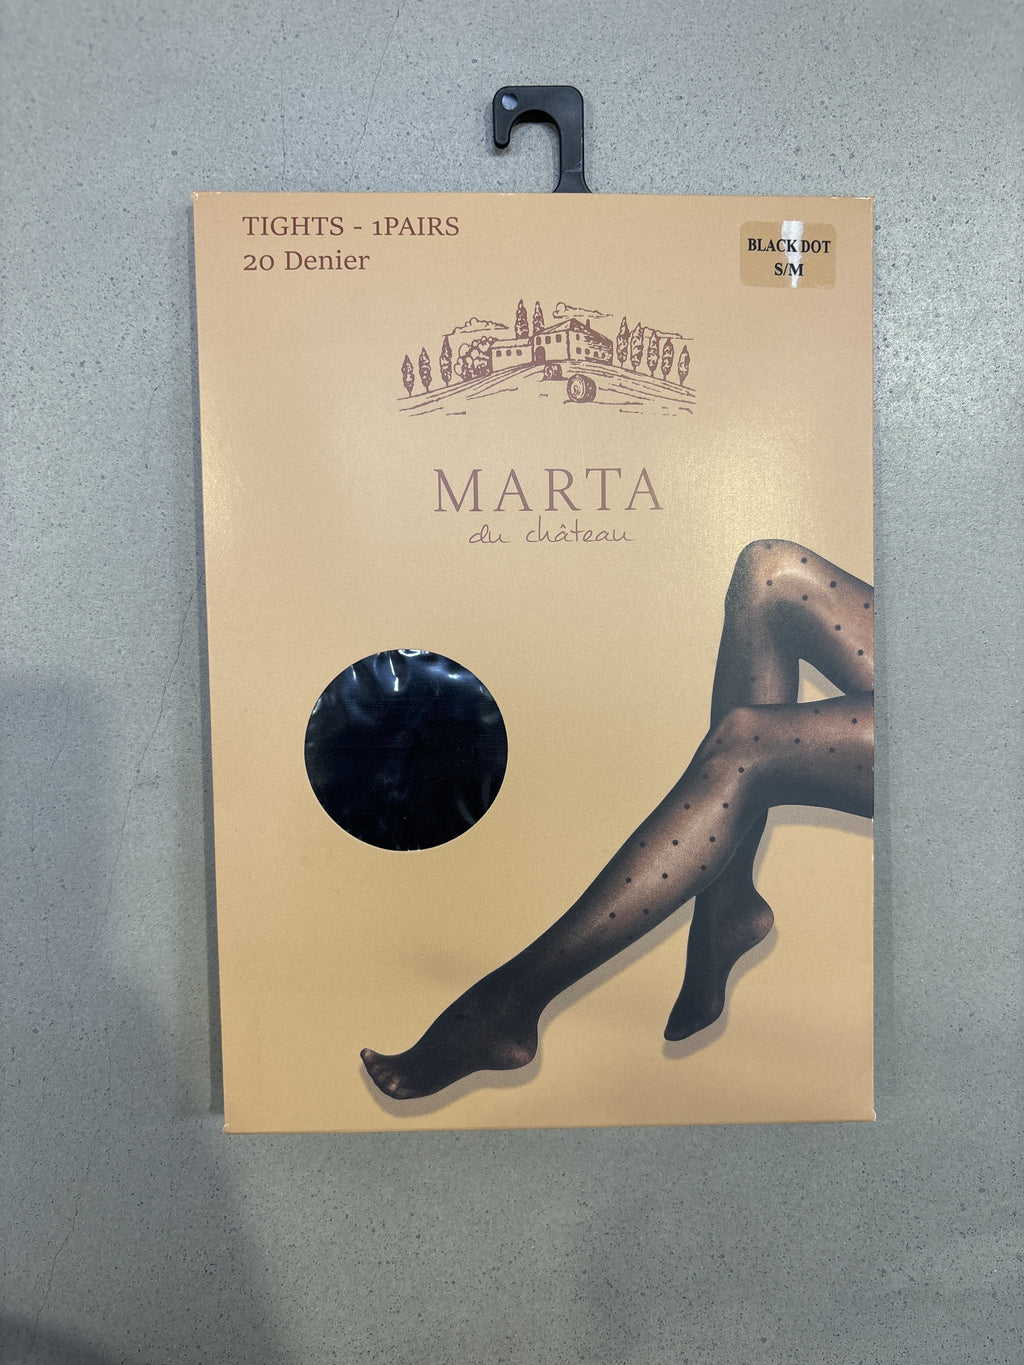 TIGHTS - 1PAIRS
20 Denier
BLACK DOT
S/M
MARTA
du château